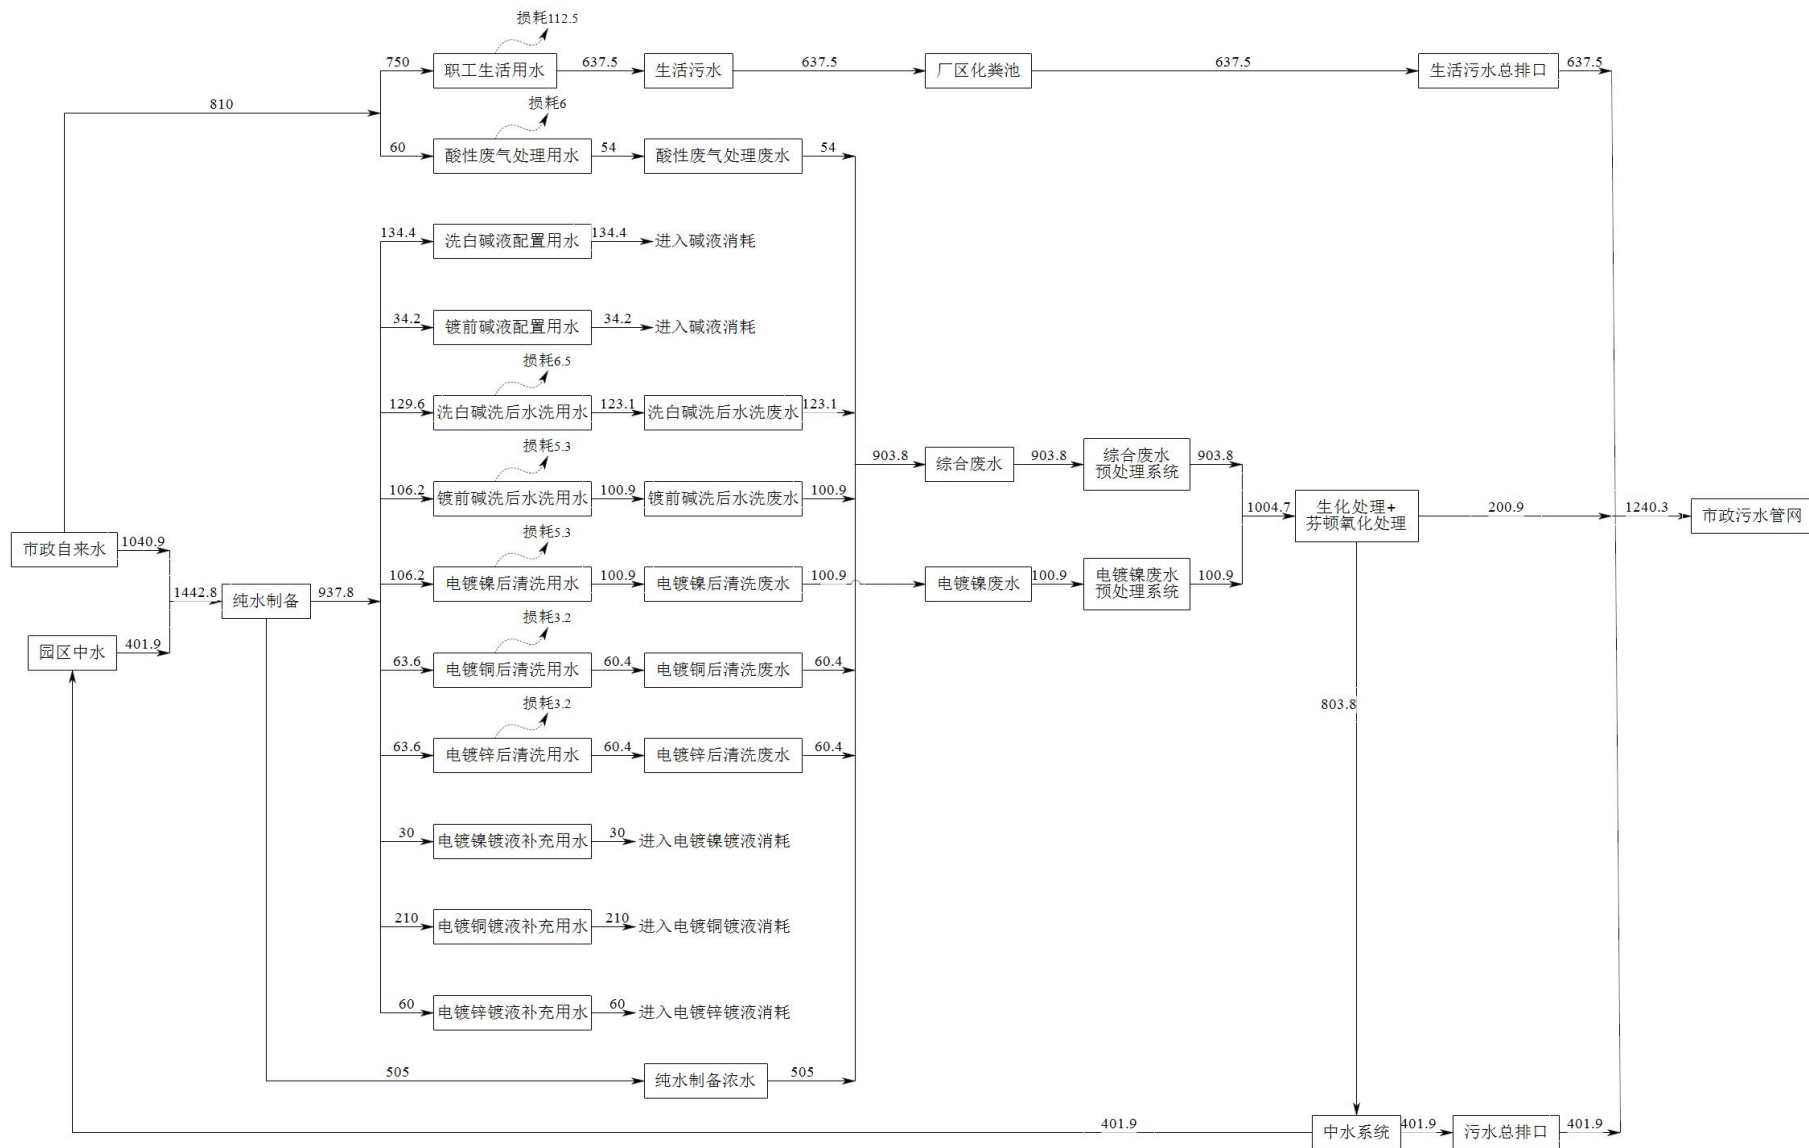 损耗112.5
750
职工生活用水
637.5
生活污水
637.5
厂区化粪池
637.5
生活污水总排口
637.5
810
损耗6
60
酸性废气处理用水
54
酸性废气处理废水
54
134.4
洗白碱液配置用水
134.4
进入碱液消耗
34.2
镀前碱液配置用水
34.2
进入碱液消耗
损耗6.5
129.6
洗白碱洗后水洗用水
123.1
洗白碱洗后水洗废水
123.1
损耗5.3
903.8
综合废水
903.8
综合废水
预处理系统
903.8
106.2
镀前碱洗后水洗用水
100.9
镀前碱洗后水洗废水
100.9
1004.7
生化处理+
芬顿氧化处理
200.9
1240.3
市政污水管网
市政自来水
1040.9
损耗5.3
106.2
电镀镍后清洗用水
100.9
电镀镍后清洗废水
100.9
电镀镍废水
100.9
电镀镍废水
预处理系统
100.9
1442.8
纯水制备
937.8
园区中水
401.9
损耗3.2
63.6
电镀铜后清洗用水
60.4
电镀铜后清洗废水
60.4
损耗3.2
803.8
63.6
电镀锌后清洗用水
60.4
电镀锌后清洗废水
60.4
30
电镀镍镀液补充用水
30
进入电镀镍镀液消耗
210
电镀铜镀液补充用水
210
进入电镀铜镀液消耗
60
电镀锌镀液补充用水
60
进入电镀锌镀液消耗
505
纯水制备浓水
505
401.9
中水系统
401.9
污水总排口
401.9